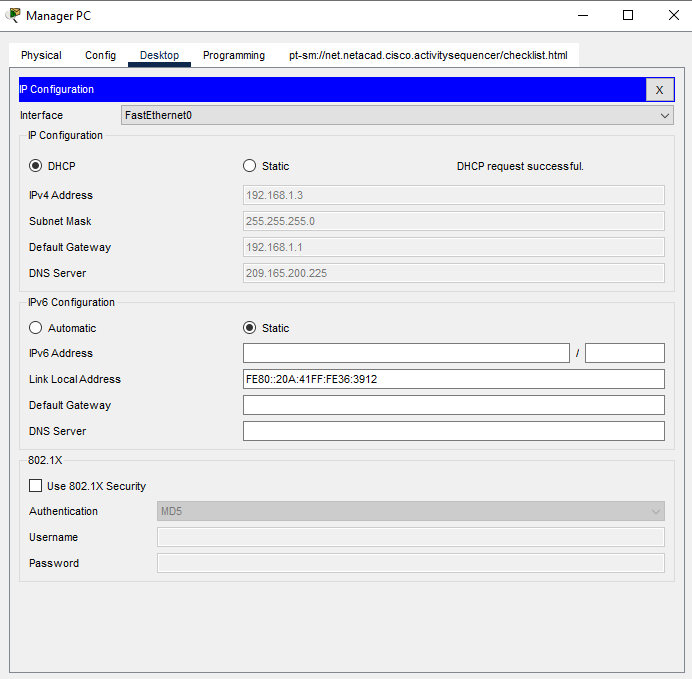 Manager PC
Physical Config Desktop Programming pt-sm://net.netacad.cisco.activitysequencer/checklist.html
IP Configuration X
Interface FastEthernet0
IP Configuration
DHCP Static DHCP request successful.
IPv4 Address 192.168.1.3
Subnet Mask 255.255.255.0
Default Gateway 192.168.1.1
DNS Server 209.165.200.225
IPv6 Configuration
Automatic Static
IPv6 Address /
Link Local Address FE80::20A:41FF:FE36:3912
Default Gateway
DNS Server
802.1X
Use 802.1X Security
Authentication MD5
Username
Password